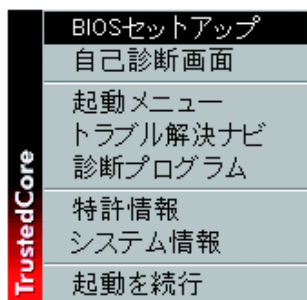 BIOSセットアップ
自己診断画面
起動メニュー
トラブル解決ナビ
診断プログラム
特許情報
システム情報
起動を続行
TrustedCore